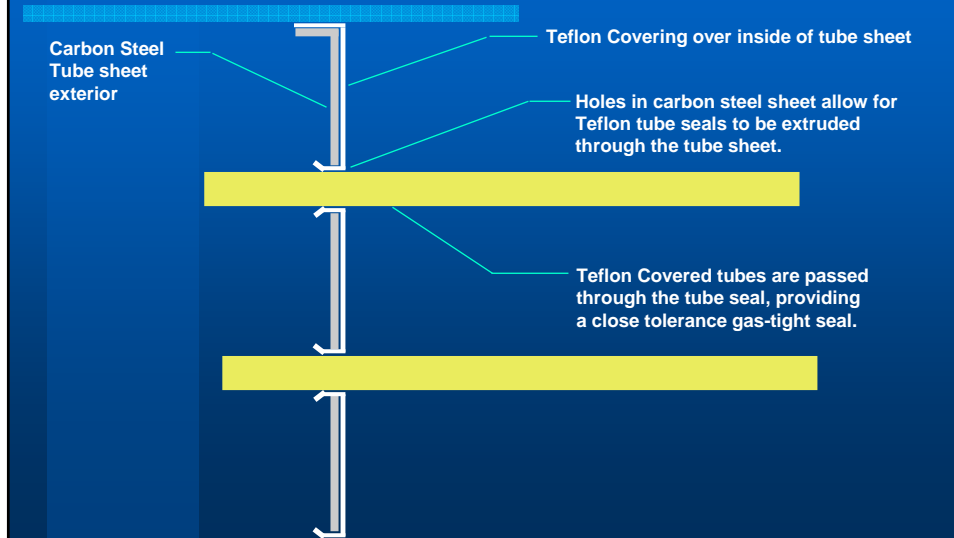 Carbon Steel
Tube sheet
exterior
Teflon Covering over inside of tube sheet
Holes in carbon steel sheet allow for
Teflon tube seals to be extruded
through the tube sheet.
Teflon Covered tubes are passed
through the tube seal, providing
a close tolerance gas-tight seal.